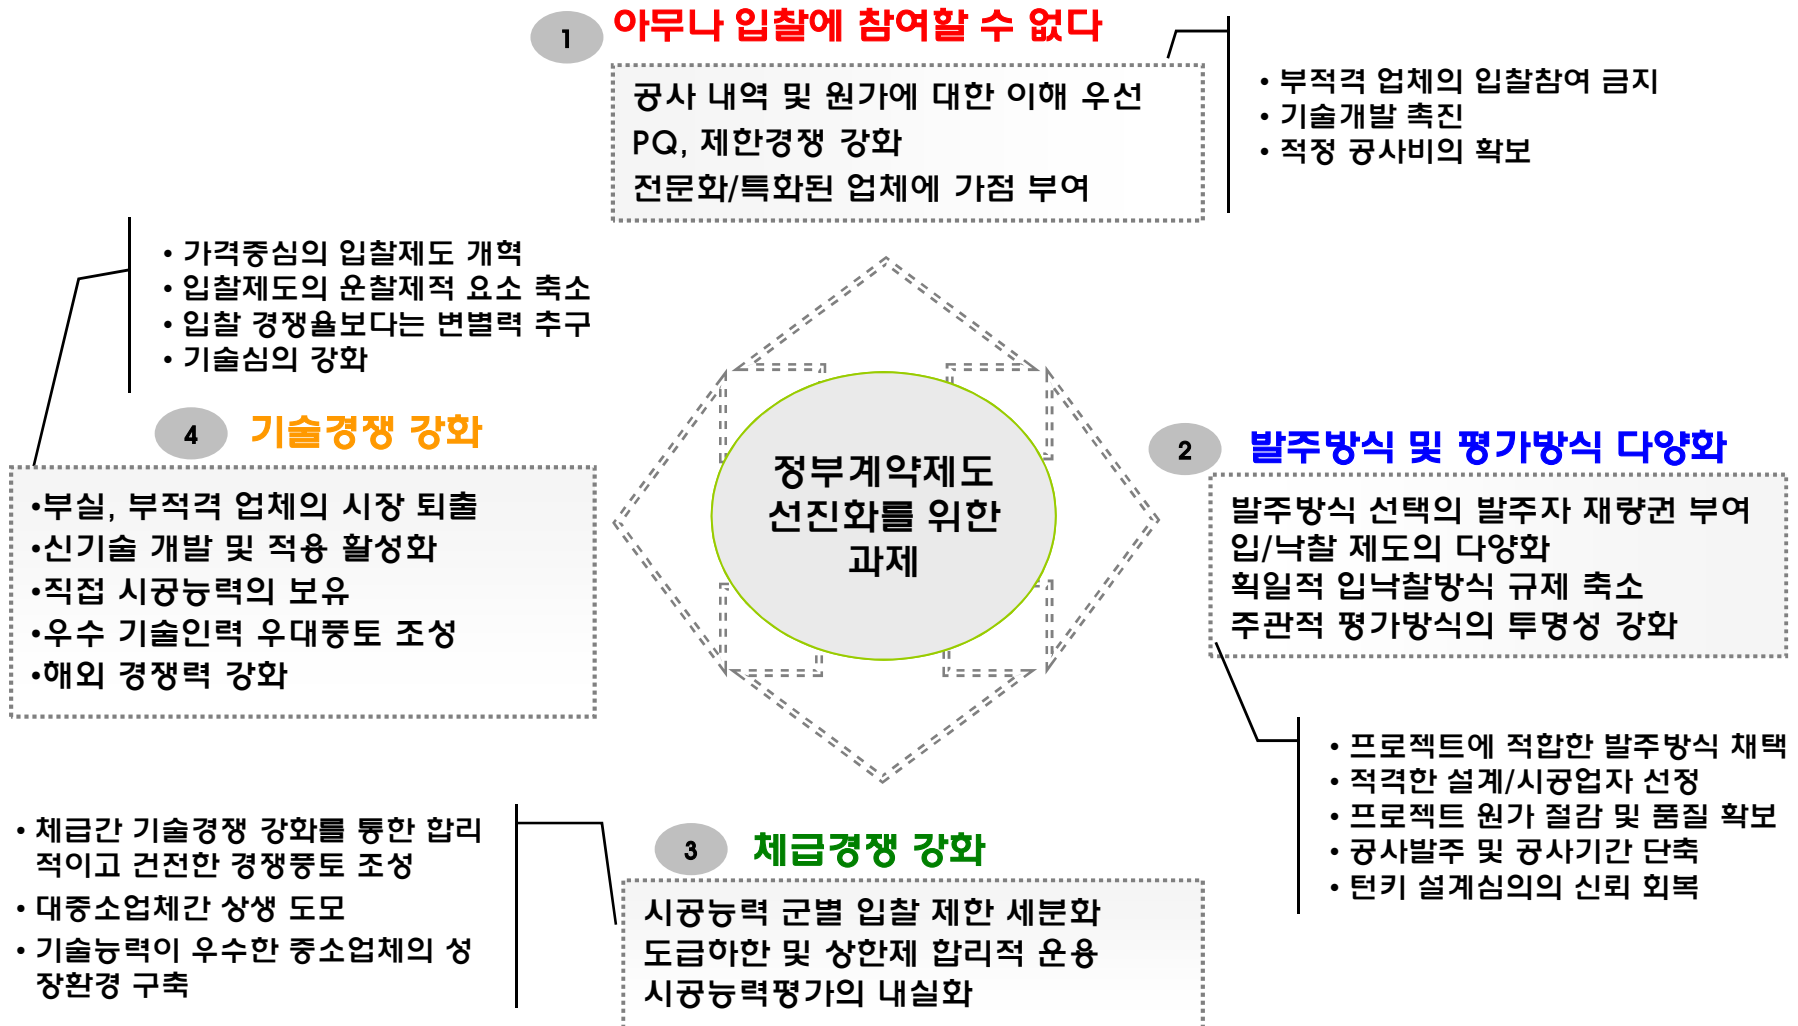 1
아무나 입찰에 참여할 수 없다
공사 내역 및 원가에 대한 이해 우선
PQ, 제한경쟁 강화
전문화/특화된 업체에 가점 부여
• 부적격 업체의 입찰참여 금지
• 기술개발 촉진
• 적정 공사비의 확보
• 가격중심의 입찰제도 개혁
• 입찰제도의 운찰제적 요소 축소
• 입찰 경쟁율보다는 변별력 추구
• 기술심의 강화
4
기술경쟁 강화
•부실, 부적격 업체의 시장 퇴출
•신기술 개발 및 적용 활성화
•직접 시공능력의 보유
•우수 기술인력 우대풍토 조성
•해외 경쟁력 강화
정부계약제도
선진화를 위한
과제
2
발주방식 및 평가방식 다양화
발주방식 선택의 발주자 재량권 부여
입/낙찰 제도의 다양화
획일적 입낙찰방식 규제 축소
주관적 평가방식의 투명성 강화
• 프로젝트에 적합한 발주방식 채택
• 적격한 설계/시공업자 선정
• 프로젝트 원가 절감 및 품질 확보
• 공사발주 및 공사기간 단축
• 턴키 설계심의의 신뢰 회복
3
체급경쟁 강화
시공능력 군별 입찰 제한 세분화
도급하한 및 상한제 합리적 운용
시공능력평가의 내실화
• 체급간 기술경쟁 강화를 통한 합리
적이고 건전한 경쟁풍토 조성
• 대중소업체간 상생 도모
• 기술능력이 우수한 중소업체의 성
장환경 구축